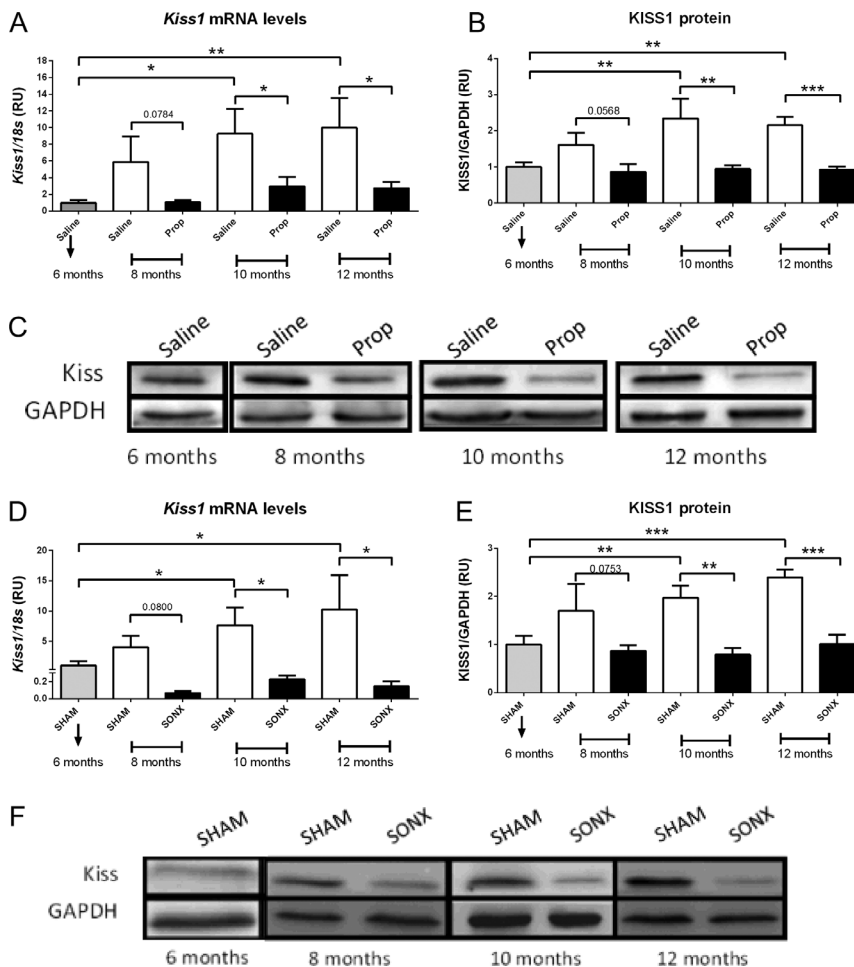 A
Kiss1 mRNA levels
Kiss1/18s (RU)
18
16
14
12
10
8
6
4
2
0
**
*
0.0784
*
*
Saline
Saline
Prop
Saline
Prop
Saline
Prop
6 months
8 months
10 months
12 months
B
KISS1 protein
KISS1/GAPDH (RU)
4
3
2
1
0
**
**
0.0568
**
***
Saline
Saline
Prop
Saline
Prop
Saline
Prop
6 months
8 months
10 months
12 months
C
Saline
Saline
Prop
Saline
Prop
Saline
Prop
Kiss
GAPDH
6 months
8 months
10 months
12 months
D
Kiss1 mRNA levels
Kiss1/18s (RU)
20
15
10
5
0.2
0.0
*
*
0.0800
*
*
SHAM
SHAM
SONX
SHAM
SONX
SHAM
SONX
6 months
8 months
10 months
12 months
E
KISS1 protein
KISS1/GAPDH (RU)
3
2
1
0
***
**
0.0753
**
***
SHAM
SHAM
SONX
SHAM
SONX
SHAM
SONX
6 months
8 months
10 months
12 months
F
SHAM
SHAM
SONX
SHAM
SONX
SHAM
SONX
Kiss
GAPDH
6 months
8 months
10 months
12 months